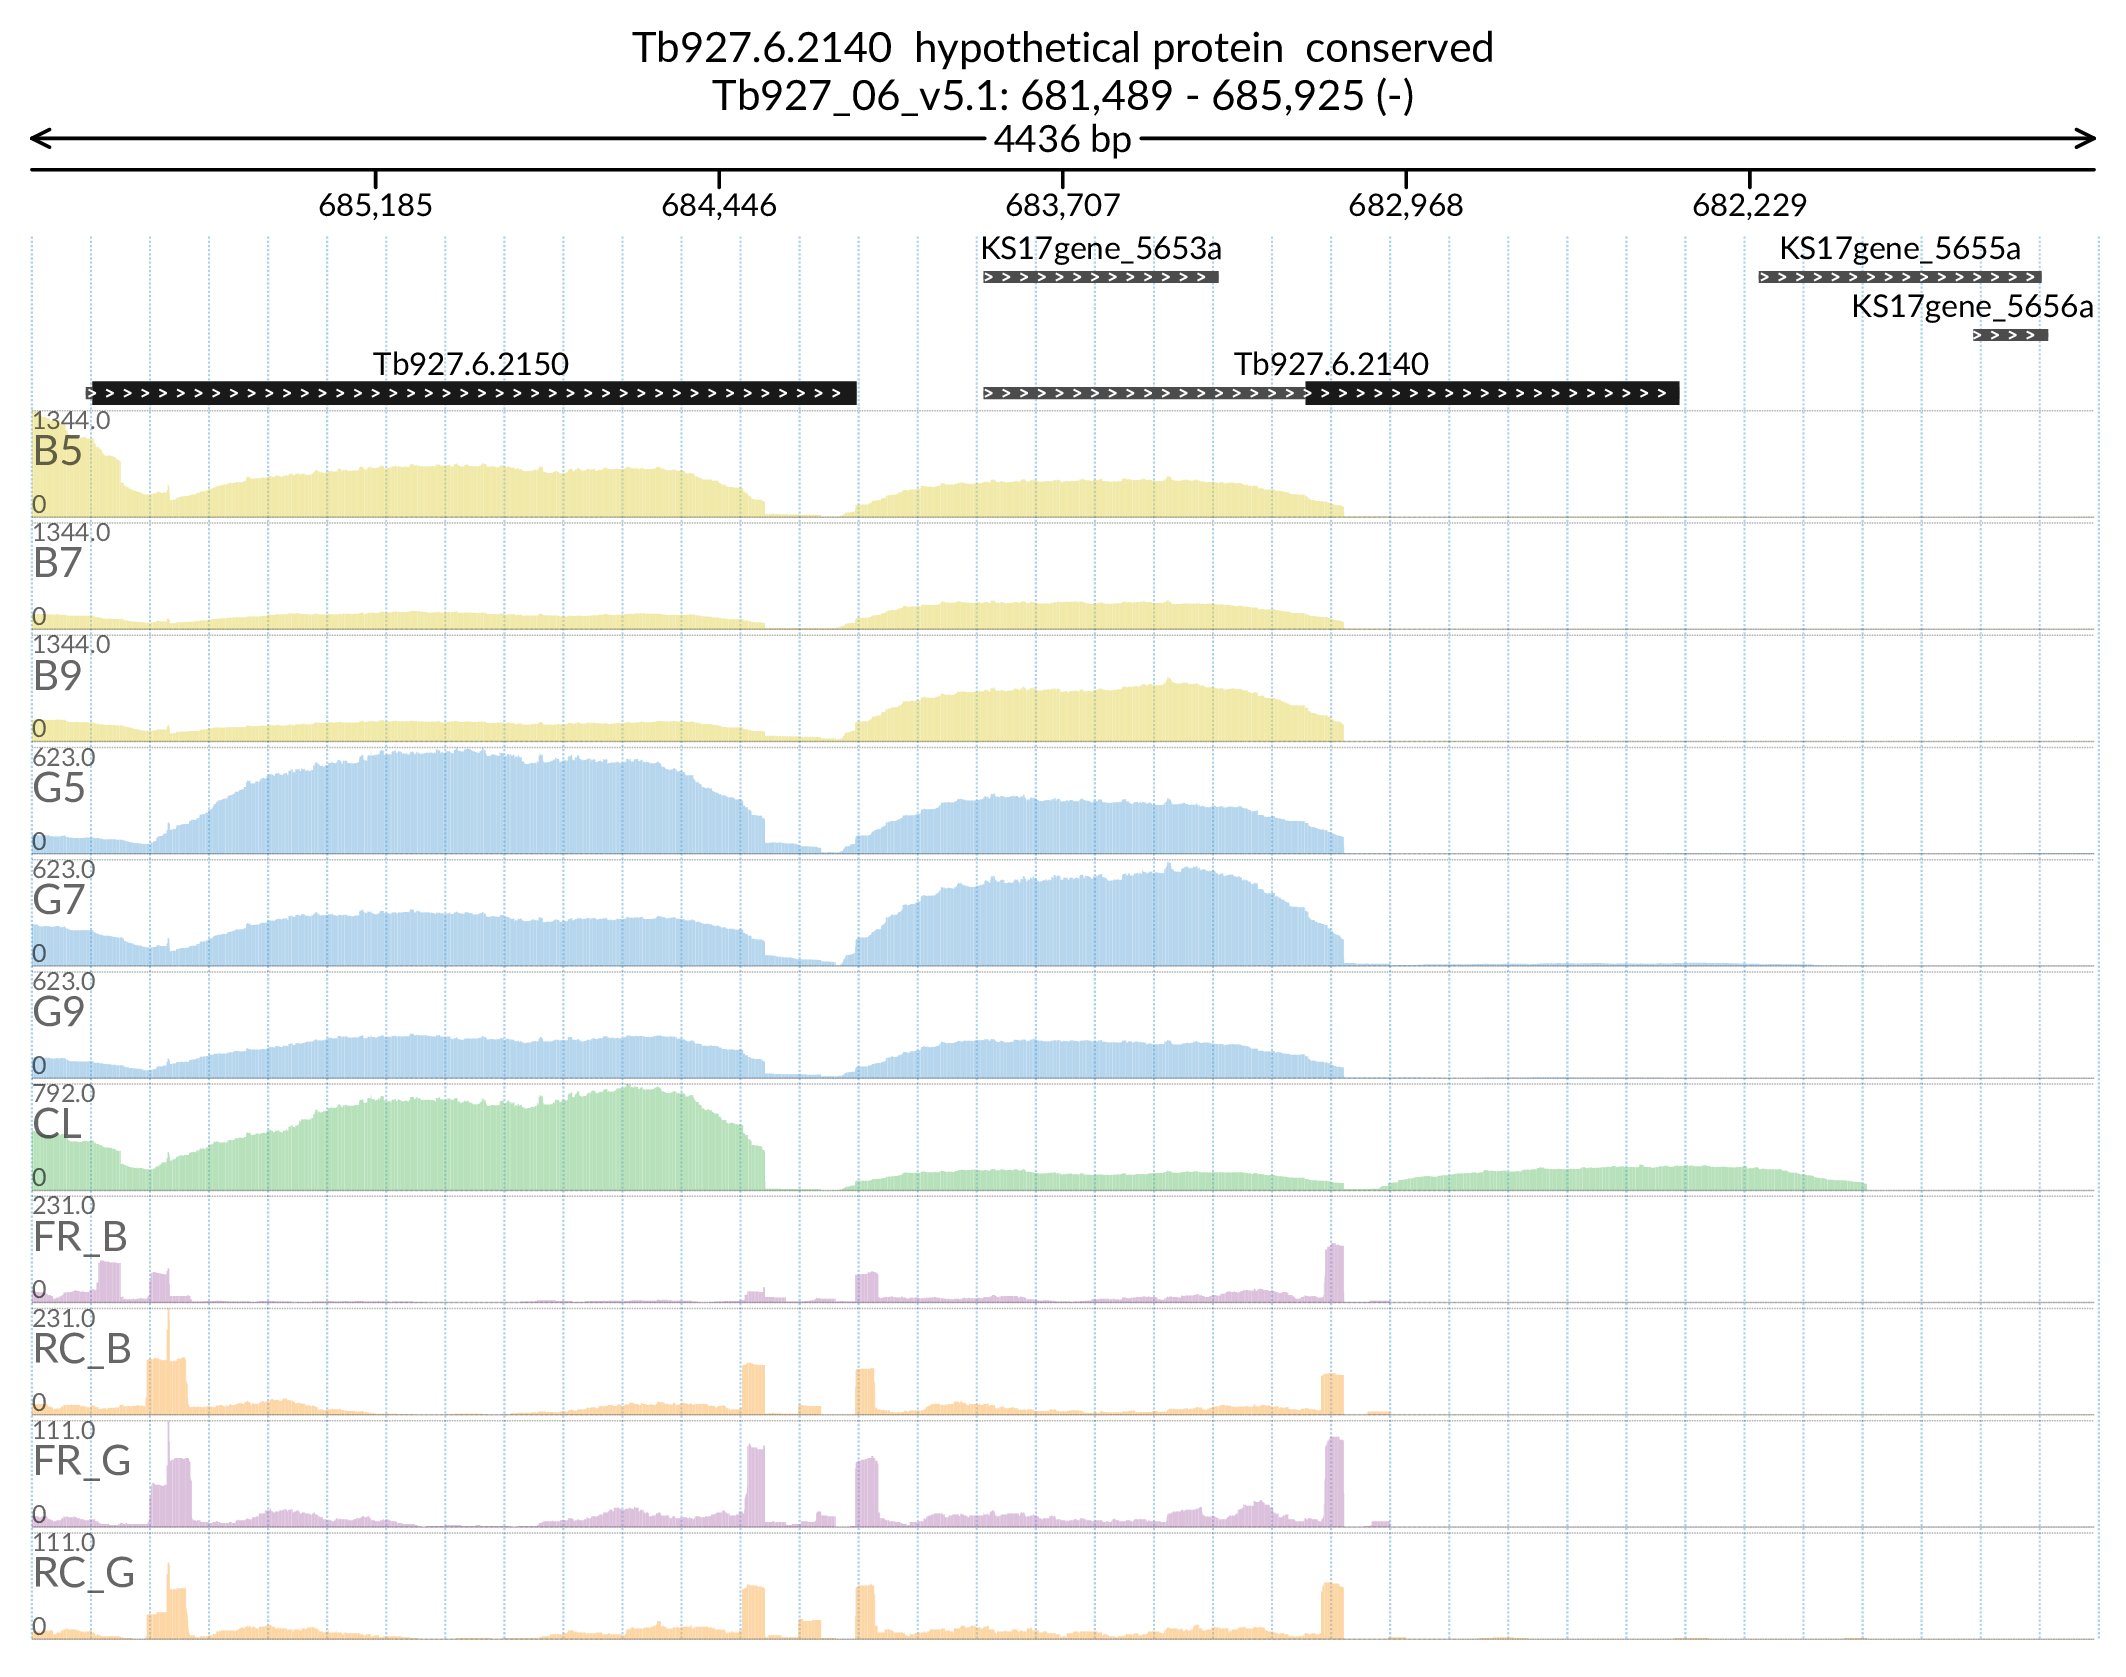 Tb927.6.2140 hypothetical protein conserved
Tb927_06_v5.1: 681,489 - 685,925 (-)
4436 bp
685,185 684,446 683,707 682,968 682,229
KS17gene_5653a KS17gene_5655a
KS17gene_5656a
Tb927.6.2150 Tb927.6.2140
1344.0
B5
0
1344.0
B7
0
1344.0
B9
0
623.0
G5
0
623.0
G7
0
623.0
G9
0
792.0
CL
0
231.0
FR_B
0
231.0
RC_B
0
111.0
FR_G
0
111.0
RC_G
0